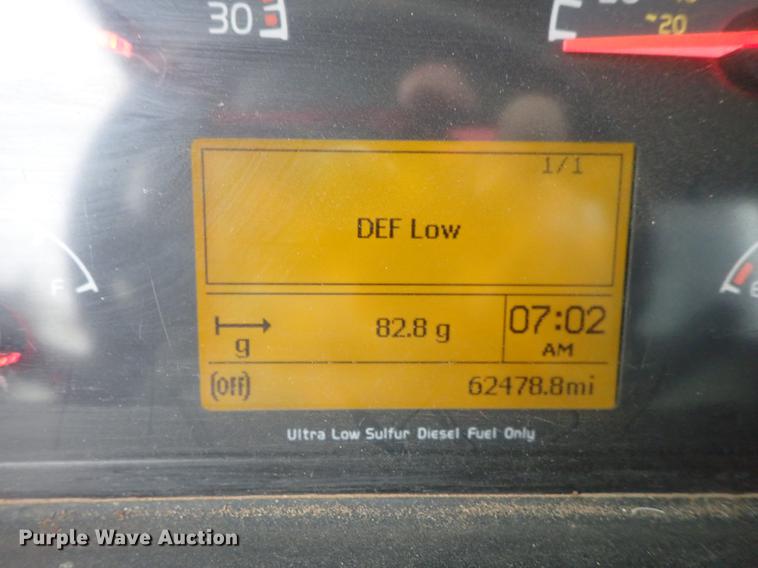 30
20
1/1
DEF Low
F
g
82.8 g
07:02
AM
(Off)
62478.8mi
Ultra Low Sulfur Diesel Fuel Only
Purple Wave Auction